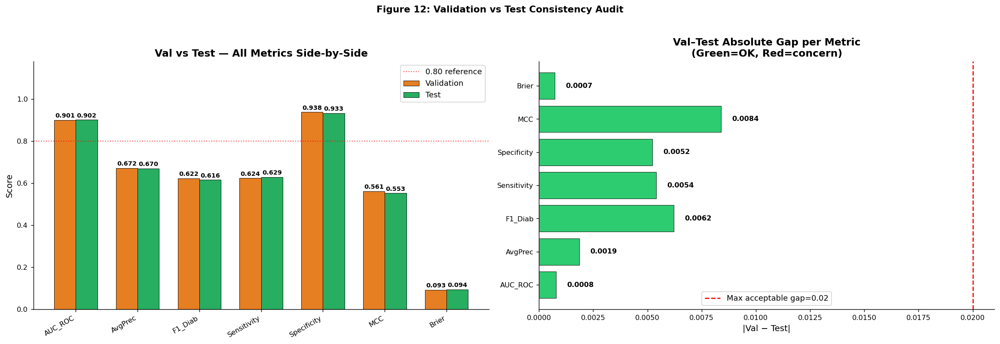 Figure 12: Validation vs Test Consistency Audit
Val vs Test — All Metrics Side-by-Side
0.80 reference
Validation
Test
Score
1.0
0.8
0.6
0.4
0.2
0.0
0.901 0.902
0.672 0.670
0.622 0.616
0.624 0.629
0.938 0.933
0.561 0.553
0.093 0.094
AUC_ROC
AvgPrec
F1_Diab
Sensitivity
Specificity
MCC
Brier
Val–Test Absolute Gap per Metric
(Green=OK, Red=concern)
Brier 0.0007
MCC 0.0084
Specificity 0.0052
Sensitivity 0.0054
F1_Diab 0.0062
AvgPrec 0.0019
AUC_ROC 0.0008
Max acceptable gap=0.02
0.0000 0.0025 0.0050 0.0075 0.0100 0.0125 0.0150 0.0175 0.0200
|Val − Test|